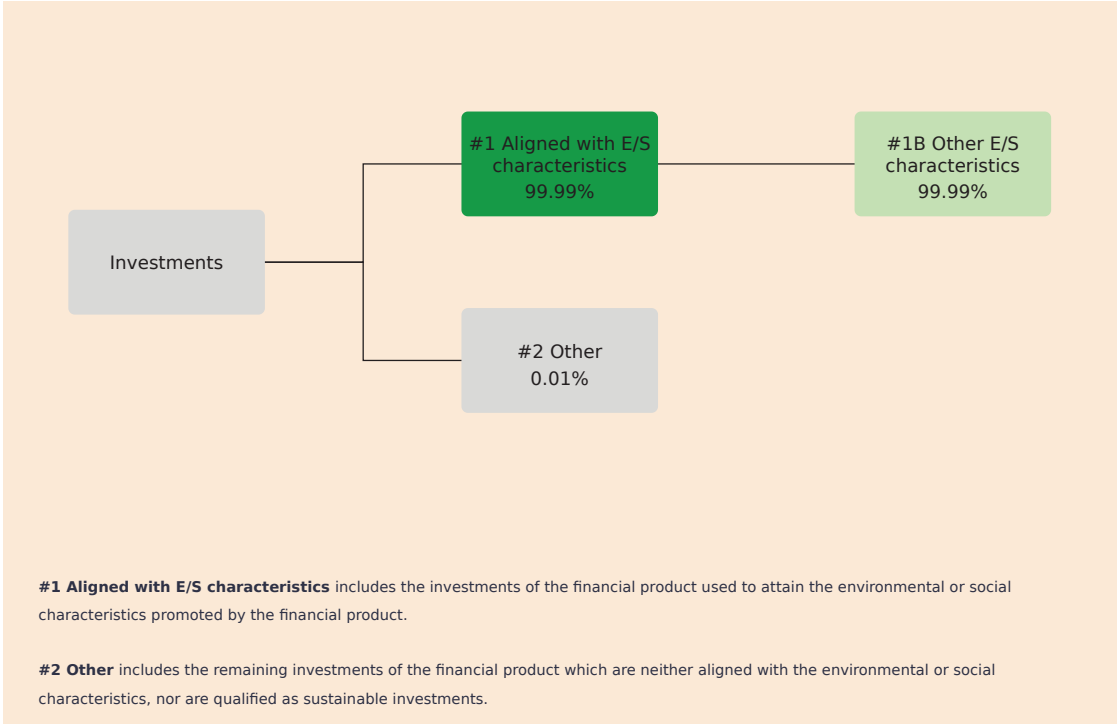 #1 Aligned with E/S
characteristics
99.99%
#1B Other E/S
characteristics
99.99%
Investments
#2 Other
0.01%
#1 Aligned with E/S characteristics includes the investments of the financial product used to attain the environmental or social
characteristics promoted by the financial product.
#2 Other includes the remaining investments of the financial product which are neither aligned with the environmental or social
characteristics, nor are qualified as sustainable investments.